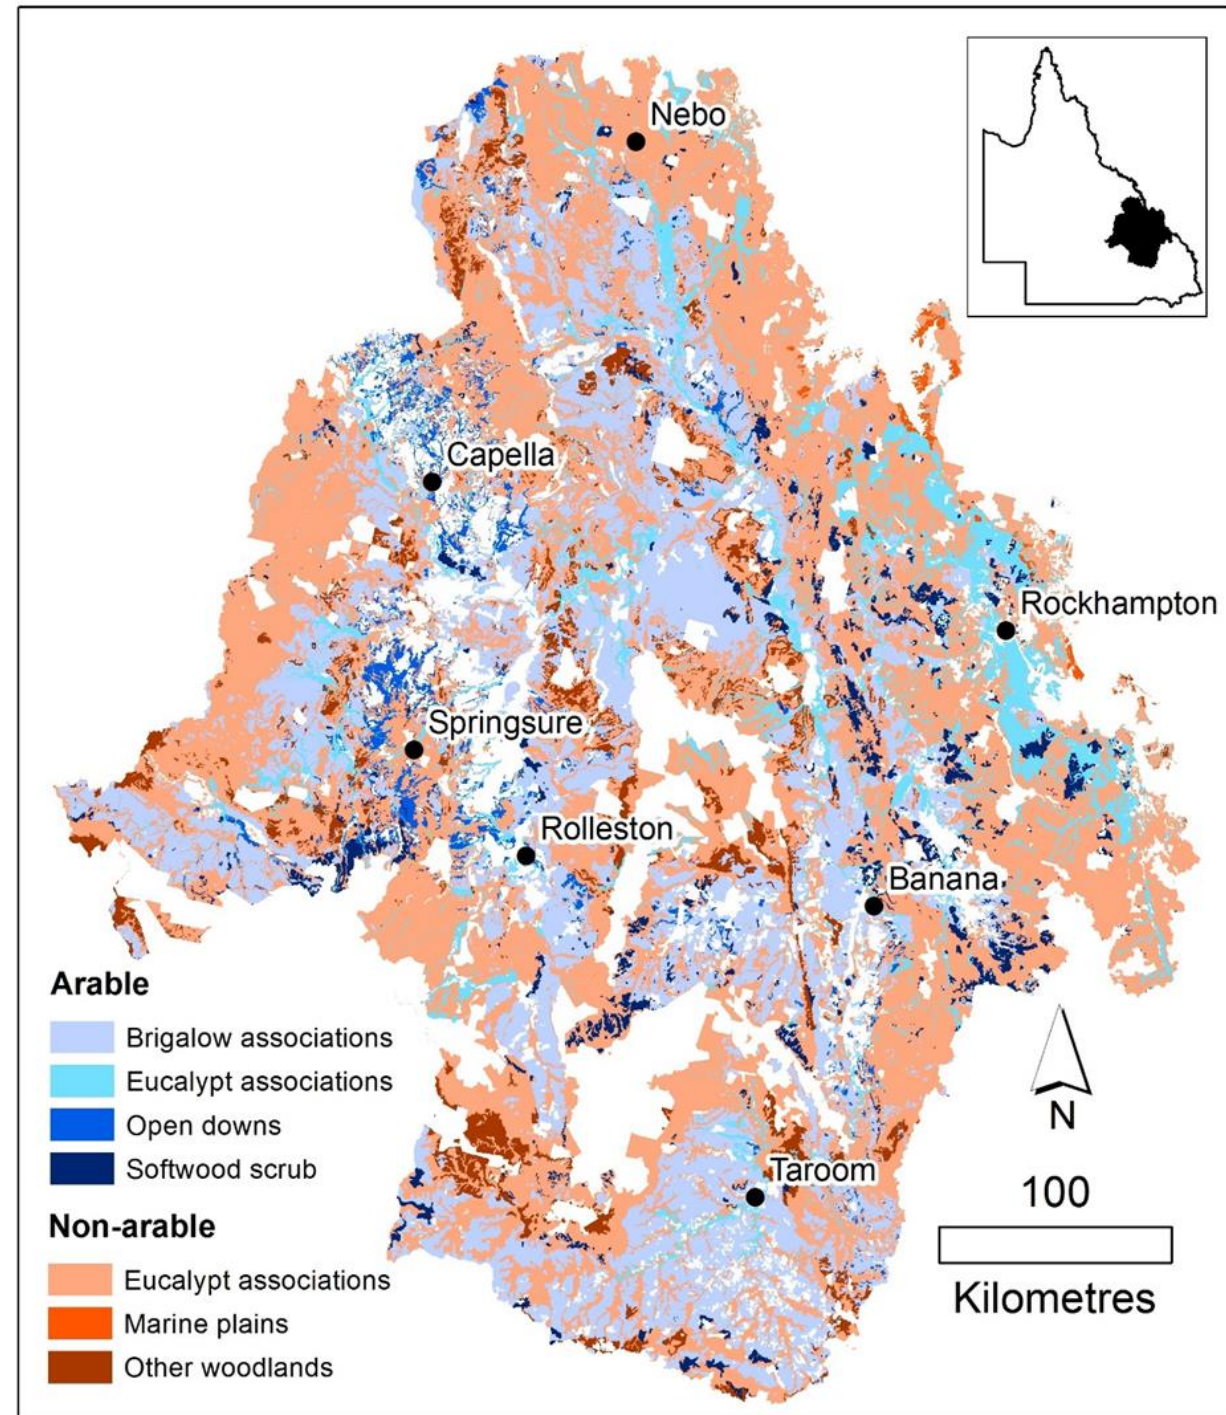 Nebo
Capella
Rockhampton
Springsure
Rolleston
Banana
Arable
Brigalow associations
Eucalypt associations
Open downs
Softwood scrub
N
Taroom
100
Non-arable
Eucalypt associations
Kilometres
Marine plains
Other woodlands